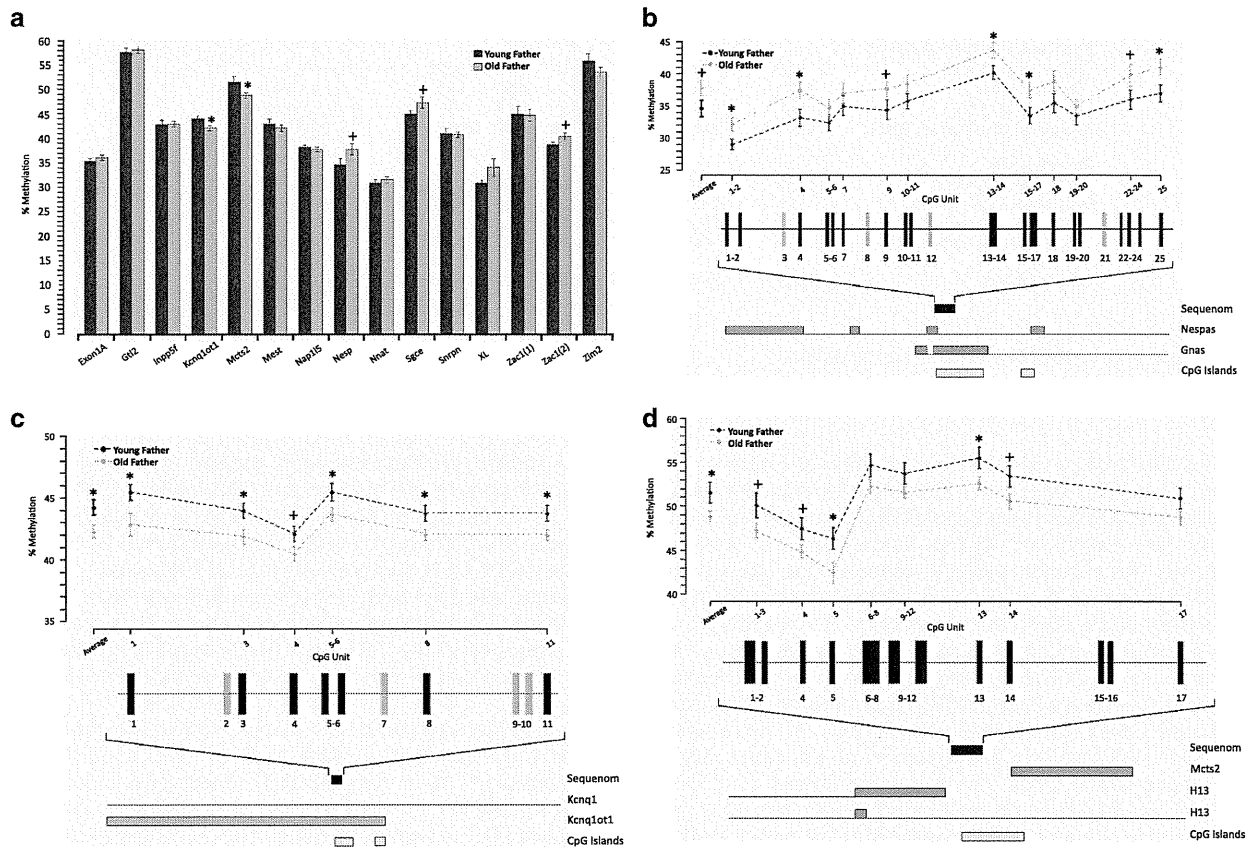 a
60
55
50
45
40
35
30
25
20
15
10
5
0
% Methylation
Young Father
Old Father
* * + + +
Exon1A Gtl2 Inpp5f Kcnq1ot1 Mcts2 Mest Nap1l5 Nesp Nnat Sgce Snrpn XL Zac1(1) Zac1(2) Zim2
b
45
40
35
30
25
% Methylation
Young Father
Old Father
+ * * + * * + *
Average 1-2 4 5-6 7 9 10-11 13-14 15-17 18 19-20 22-24 25
CpG Unit
1-2 3 4 5-6 7 8 9 10-11 12 13-14 15-17 18 19-20 21 22-24 25
Sequenom
Nespas
Gnas
CpG Islands
c
50
45
40
35
% Methylation
Young Father
Old Father
* * * + * * *
Average 1 3 4 5-6 8 11
CpG Unit
1 2 3 4 5-6 7 8 9-10 11
Sequenom
Kcnq1
Kcnq1ot1
CpG Islands
d
60
55
50
45
40
% Methylation
Young Father
Old Father
* + + * * +
Average 1-3 4 5 6-8 9-12 13 14 17
CpG Unit
1-2 4 5 6-8 9-12 13 14 15-16 17
Sequenom
Mcts2
H13
H13
CpG Islands